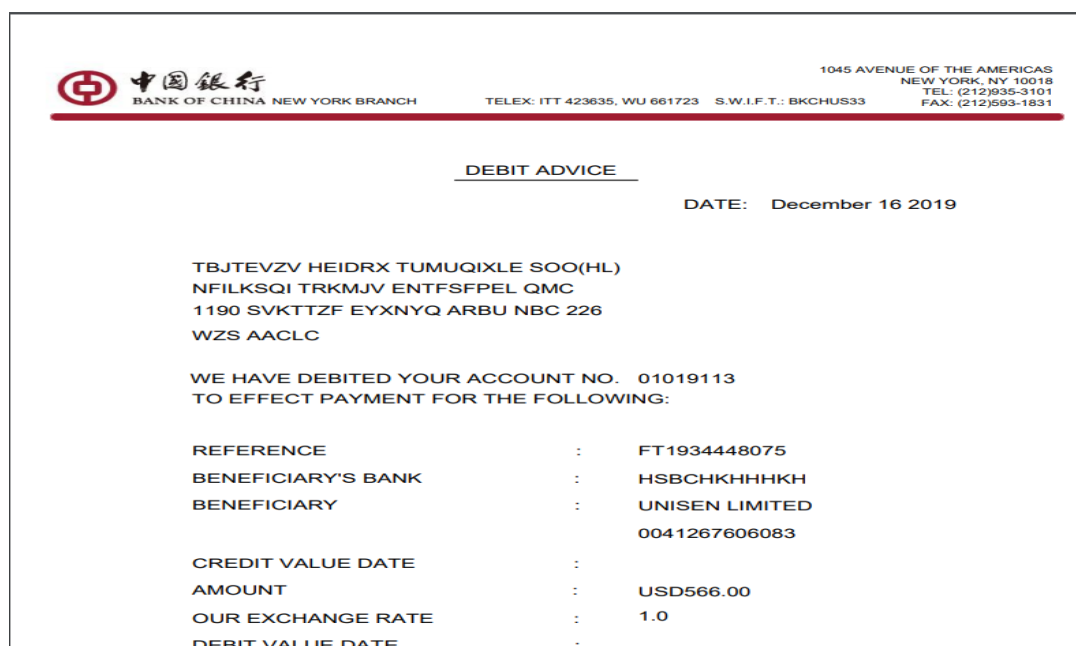 中國銀行
BANK OF CHINA NEW YORK BRANCH
TELEX: ITT 423635, WU 661723 S.W.I.F.T.: BKCHUS33
1045 AVENUE OF THE AMERICAS
NEW YORK, NY 10018
TEL: (212)935-3101
FAX: (212)593-1831
DEBIT ADVICE
DATE: December 16 2019
TBJTEVZV HEIDRX TUMUQIXLE SOO(HL)
NFILKSQI TRKMJV ENTFSFPEL QMC
1190 SVKTTZF EYXNYQ ARBU NBC 226
WZS AACLC
WE HAVE DEBITED YOUR ACCOUNT NO. 01019113
TO EFFECT PAYMENT FOR THE FOLLOWING:
REFERENCE : FT1934448075
BENEFICIARY'S BANK : HSBCHKHHHKH
BENEFICIARY : UNISEN LIMITED
0041267606083
CREDIT VALUE DATE :
AMOUNT : USD566.00
OUR EXCHANGE RATE : 1.0
DEBIT VALUE DATE :